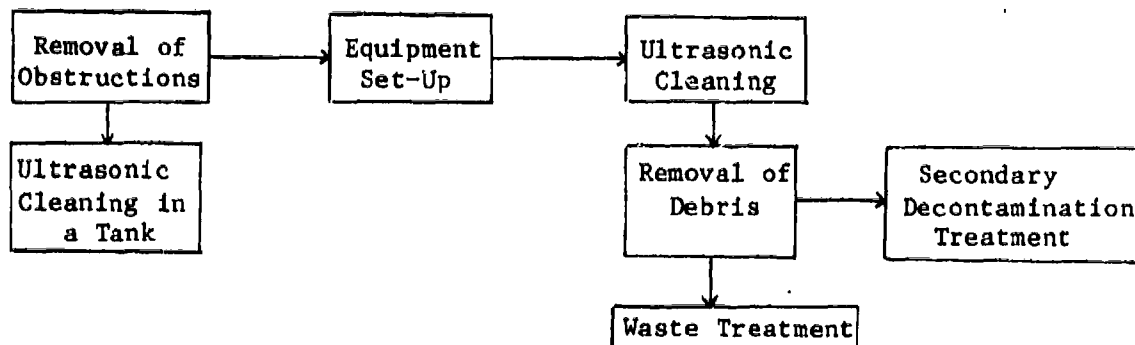 Removal of
Obstructions
Equipment
Set-Up
Ultrasonic
Cleaning
Ultrasonic
Cleaning in
a Tank
Removal of
Debris
Secondary
Decontamination
Treatment
Waste Treatment